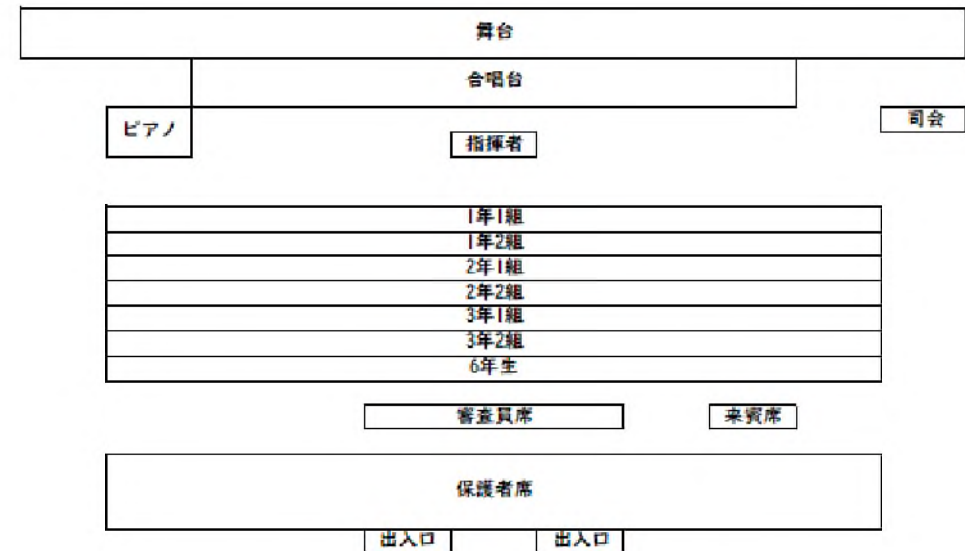 舞台
合唱台
ピアノ
司会
指揮者
1年1組
1年2組
2年1組
2年2組
3年1組
3年2組
6年生
審査員席
来賓席
保護者席
出入口
出入口